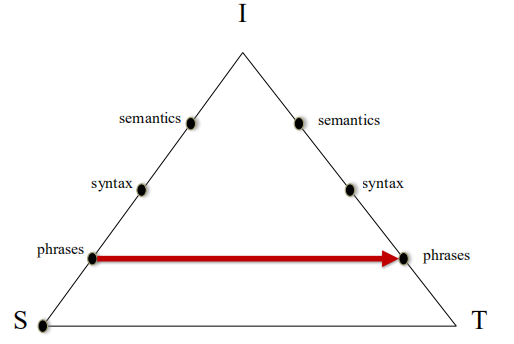 I
semantics
semantics
syntax
syntax
phrases
phrases
S
T